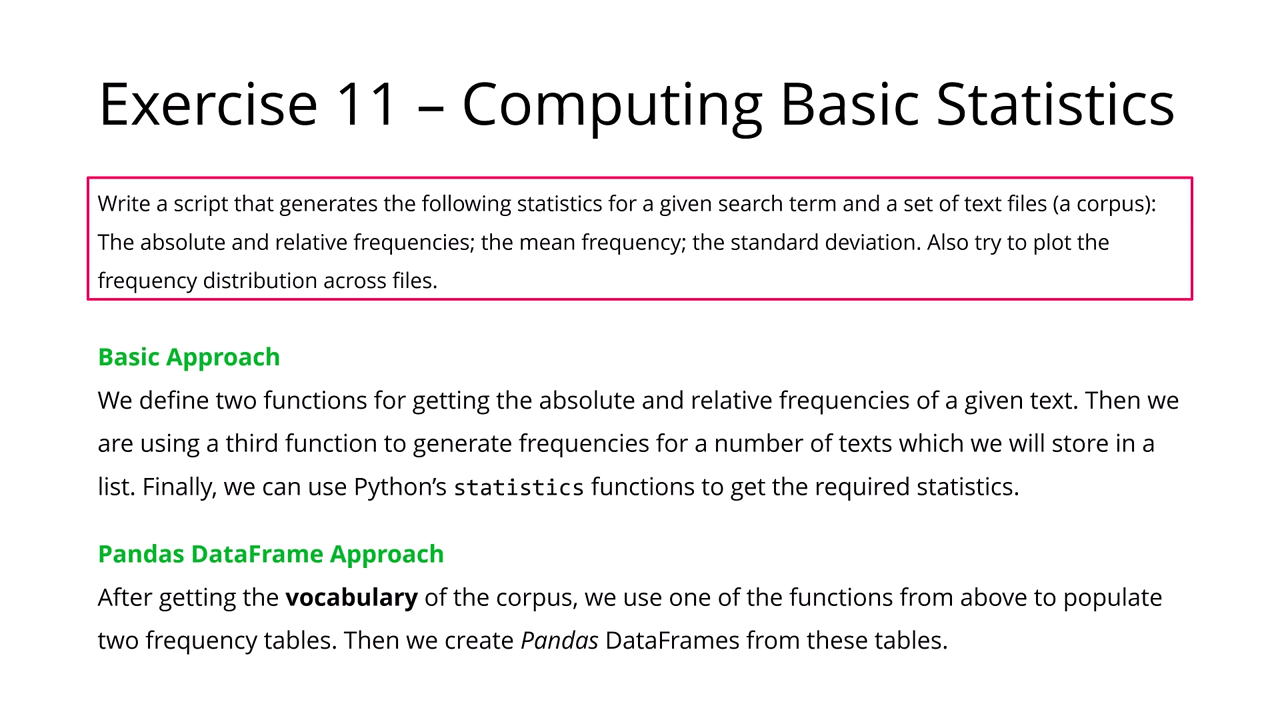 Exercise 11 – Computing Basic Statistics
Write a script that generates the following statistics for a given search term and a set of text files (a corpus):
The absolute and relative frequencies; the mean frequency; the standard deviation. Also try to plot the
frequency distribution across files.
Basic Approach
We define two functions for getting the absolute and relative frequencies of a given text. Then we
are using a third function to generate frequencies for a number of texts which we will store in a
list. Finally, we can use Python’s statistics functions to get the required statistics.
Pandas DataFrame Approach
After getting the vocabulary of the corpus, we use one of the functions from above to populate
two frequency tables. Then we create Pandas DataFrames from these tables.